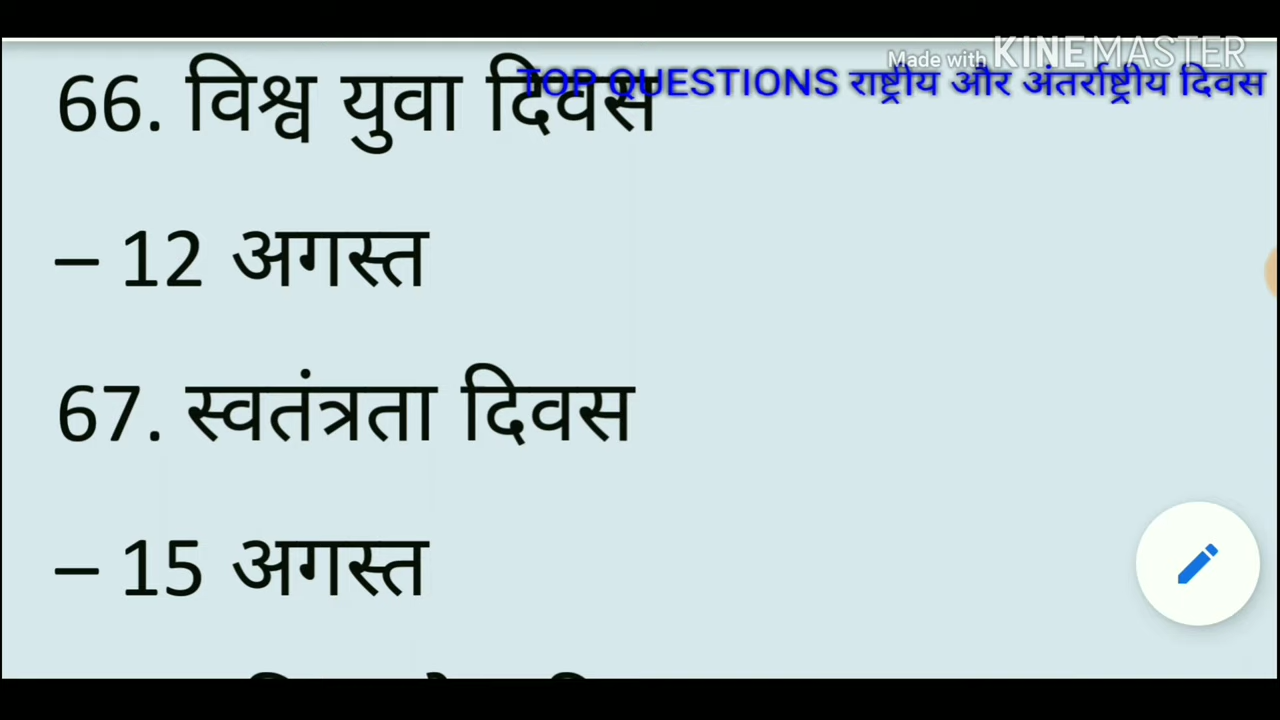 Made with KINEMASTER
TOP QUESTIONS राष्ट्रीय और अंतर्राष्ट्रीय दिवस
66. विश्व युवा दिवस
– 12 अगस्त
67. स्वतंत्रता दिवस
– 15 अगस्त